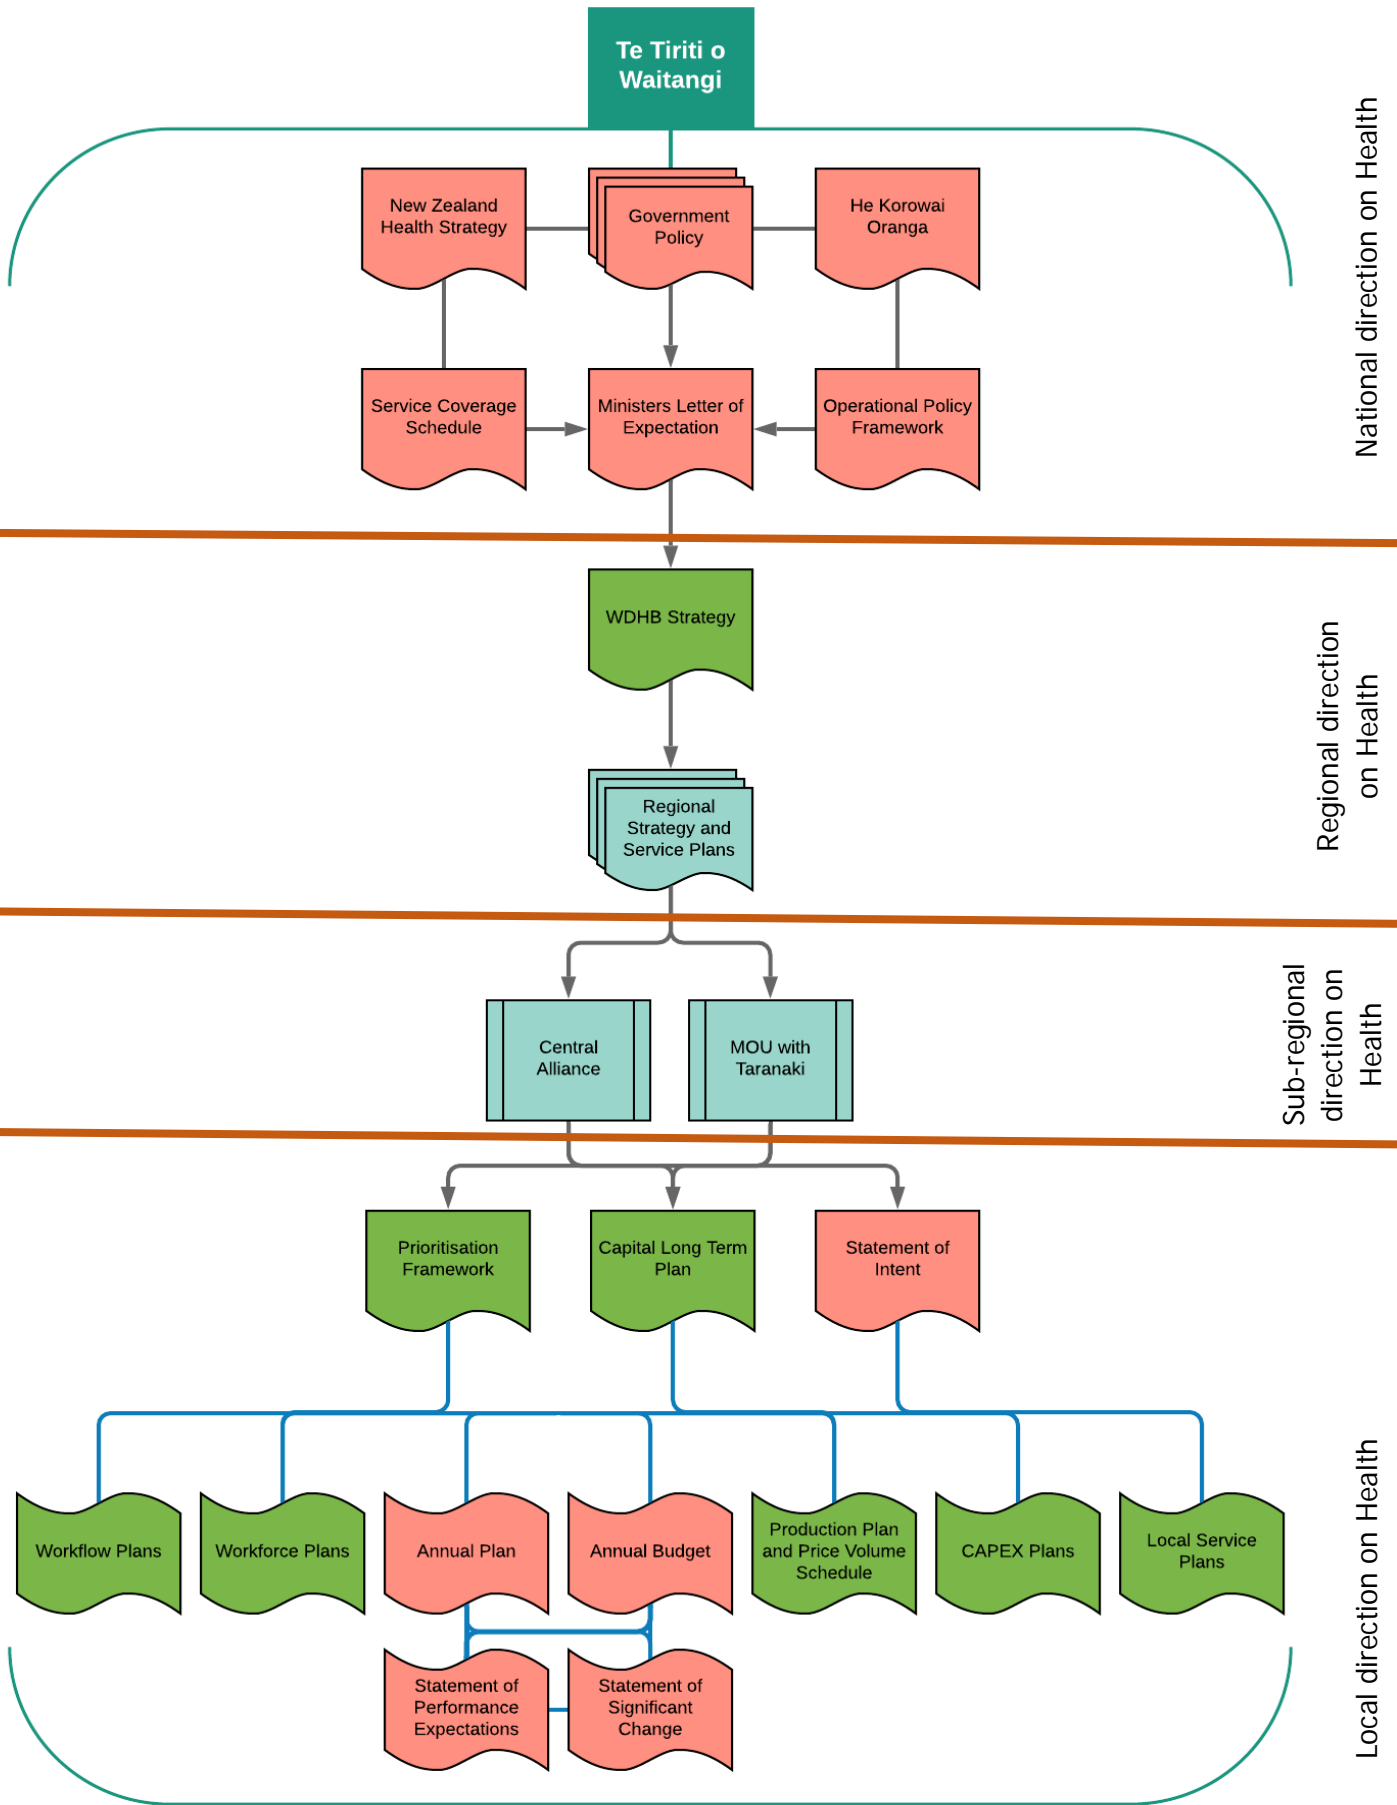 Te Tiriti o
Waitangi
National direction on Health
New Zealand
Health Strategy
Government
Policy
He Korowai
Oranga
Service Coverage
Schedule
Ministers Letter of
Expectation
Operational Policy
Framework
Regional direction
on Health
WDHB Strategy
Regional
Strategy and
Service Plans
Sub-regional
direction on
Health
Central
Alliance
MOU with
Taranaki
Local direction on Health
Prioritisation
Framework
Capital Long Term
Plan
Statement of
Intent
Workflow Plans
Workforce Plans
Annual Plan
Annual Budget
Production Plan
and Price Volume
Schedule
CAPEX Plans
Local Service
Plans
Statement of
Performance
Expectations
Statement of
Significant
Change